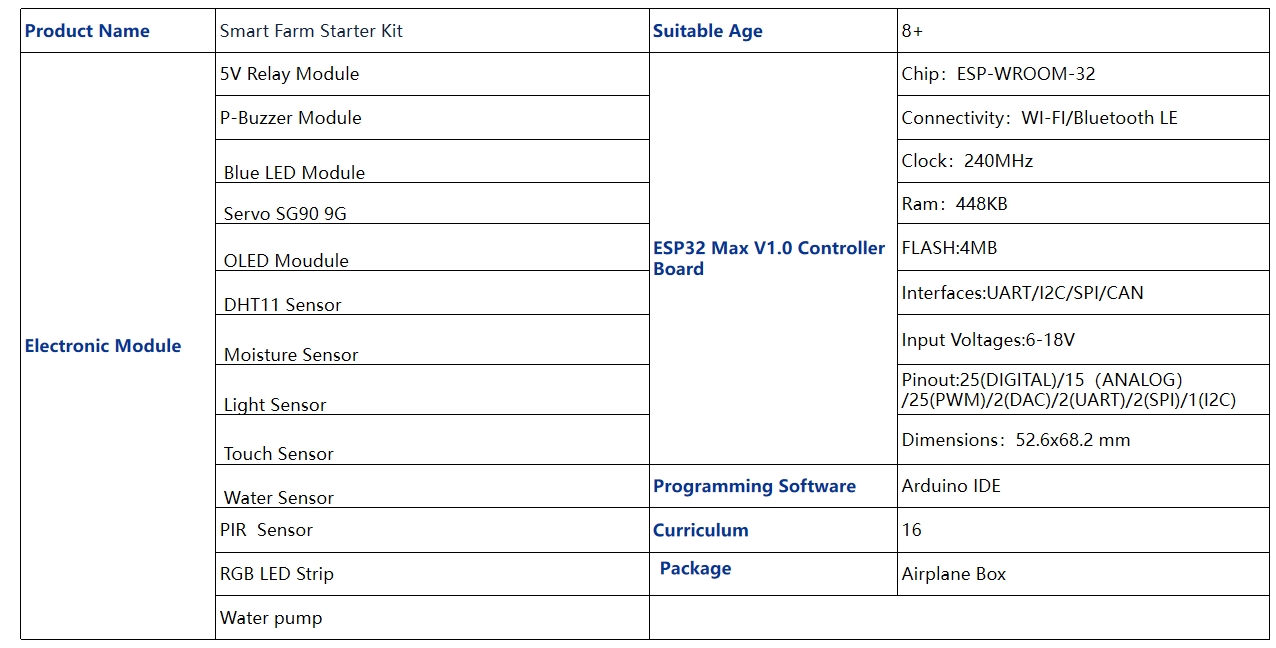 Product Name
Smart Farm Starter Kit
Suitable Age
8+
Electronic Module
5V Relay Module
P-Buzzer Module
Blue LED Module
Servo SG90 9G
OLED Moudule
DHT11 Sensor
Moisture Sensor
Light Sensor
Touch Sensor
Water Sensor
PIR  Sensor
RGB LED Strip
Water pump
ESP32 Max V1.0 Controller
Board
Chip：ESP-WROOM-32
Connectivity：WI-FI/Bluetooth LE
Clock：240MHz
Ram：448KB
FLASH:4MB
Interfaces:UART/I2C/SPI/CAN
Input Voltages:6-18V
Pinout:25(DIGITAL)/15（ANALOG）
/25(PWM)/2(DAC)/2(UART)/2(SPI)/1(I2C)
Dimensions：52.6x68.2 mm
Programming Software
Arduino IDE
Curriculum
16
Package
Airplane Box